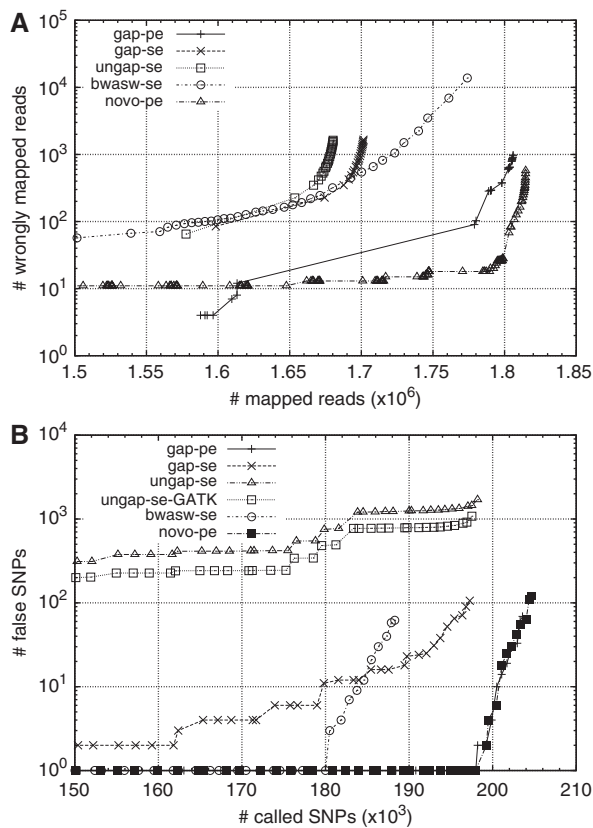 A
10^5
10^4
10^3
10^2
10^1
10^0
# wrongly mapped reads
gap-pe
gap-se
ungap-se
bwasw-se
novo-pe
1.5 1.55 1.6 1.65 1.7 1.75 1.8 1.85
# mapped reads (x10^6)
B
10^4
10^3
10^2
10^1
10^0
# false SNPs
gap-pe
gap-se
ungap-se
ungap-se-GATK
bwasw-se
novo-pe
150 160 170 180 190 200 210
# called SNPs (x10^3)